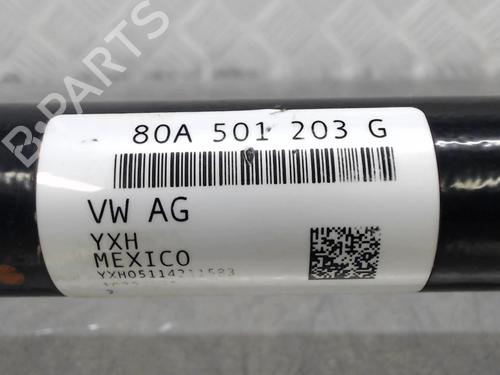 B-PARTS
80A 501 203 G
VW AG
YXH
MEXICO
YXH05114211583